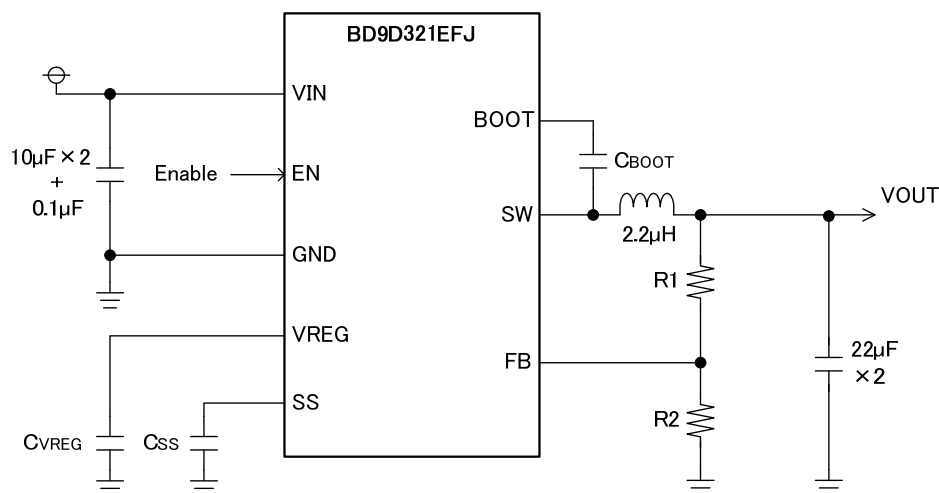 BD9D321EFJ
VIN
BOOT
10µF×2
+
0.1µF
Enable
EN
CBOOT
SW
VOUT
2.2µH
GND
R1
VREG
FB
22µF
×2
SS
R2
CVREG
CSS